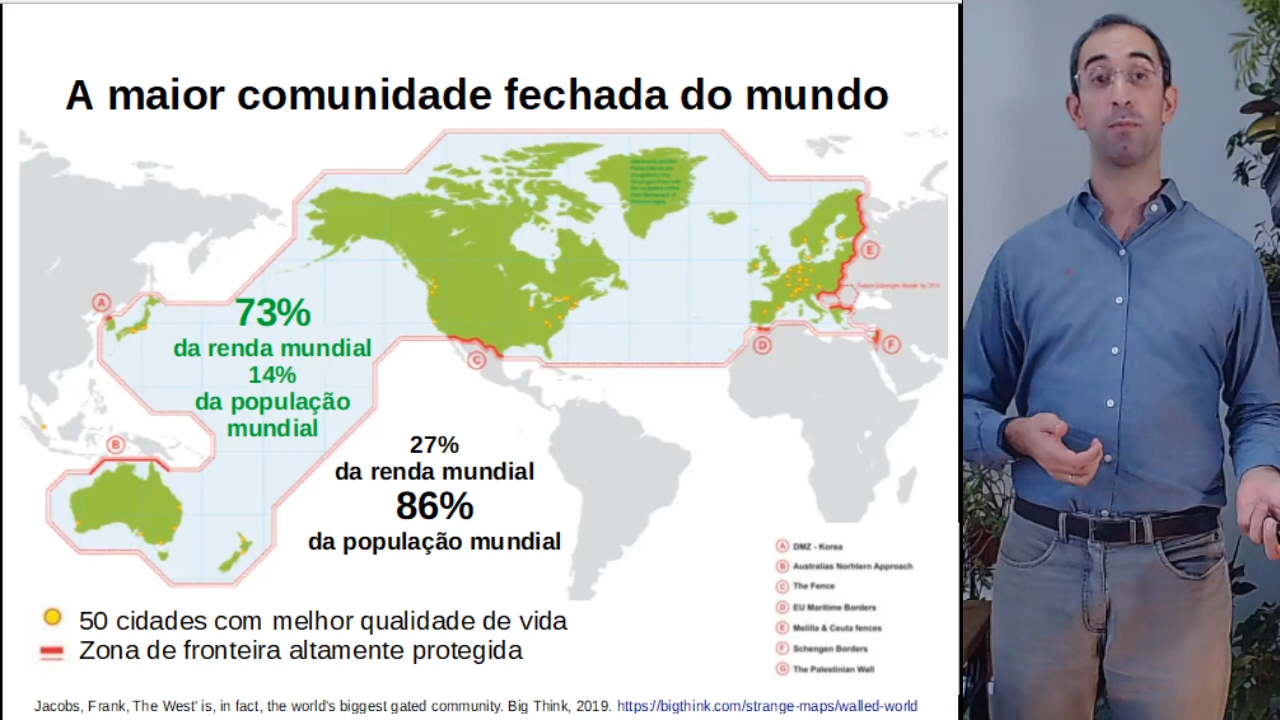 A maior comunidade fechada do mundo
73%
da renda mundial
14%
da população
mundial
27%
da renda mundial
86%
da população mundial
A
B
C
D
E
F
A DMZ - Korea
B Australias Norhtern Approach
C The Fence
D EU Maritime Borders
E Melilla & Ceuta fences
F Schengen Borders
G The Palestinian Wall
50 cidades com melhor qualidade de vida
Zona de fronteira altamente protegida
Jacobs, Frank, The West' is, in fact, the world's biggest gated community. Big Think, 2019. https://bigthink.com/strange-maps/walled-world